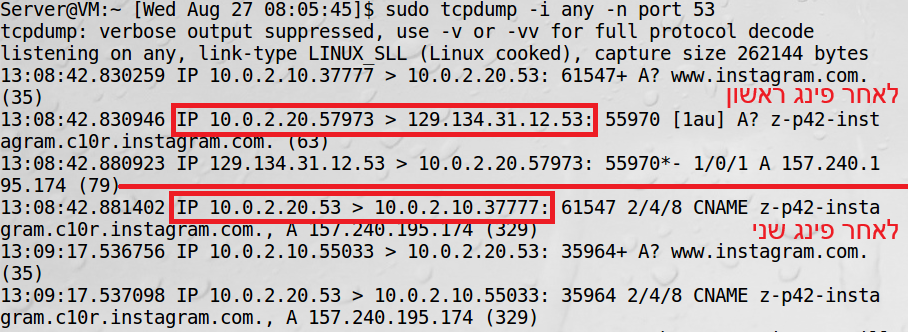 Server@VM:~ [Wed Aug 27 08:05:45]$ sudo tcpdump -i any -n port 53
tcpdump: verbose output suppressed, use -v or -vv for full protocol decode
listening on any, link-type LINUX_SLL (Linux cooked), capture size 262144 bytes
13:08:42.830259 IP 10.0.2.10.37777 > 10.0.2.20.53: 61547+ A? www.instagram.com.
(35)
לאחר פינג ראשון
13:08:42.830946 IP 10.0.2.20.57973 > 129.134.31.12.53: 55970 [1au] A? z-p42-inst
agram.c10r.instagram.com. (63)
13:08:42.880923 IP 129.134.31.12.53 > 10.0.2.20.57973: 55970*- 1/0/1 A 157.240.1
95.174 (79)
13:08:42.881402 IP 10.0.2.20.53 > 10.0.2.10.37777: 61547 2/4/8 CNAME z-p42-insta
gram.c10r.instagram.com., A 157.240.195.174 (329)
לאחר פינג שני
13:09:17.536756 IP 10.0.2.10.55033 > 10.0.2.20.53: 35964+ A? www.instagram.com.
(35)
13:09:17.537098 IP 10.0.2.20.53 > 10.0.2.10.55033: 35964 2/4/8 CNAME z-p42-insta
gram.c10r.instagram.com., A 157.240.195.174 (329)